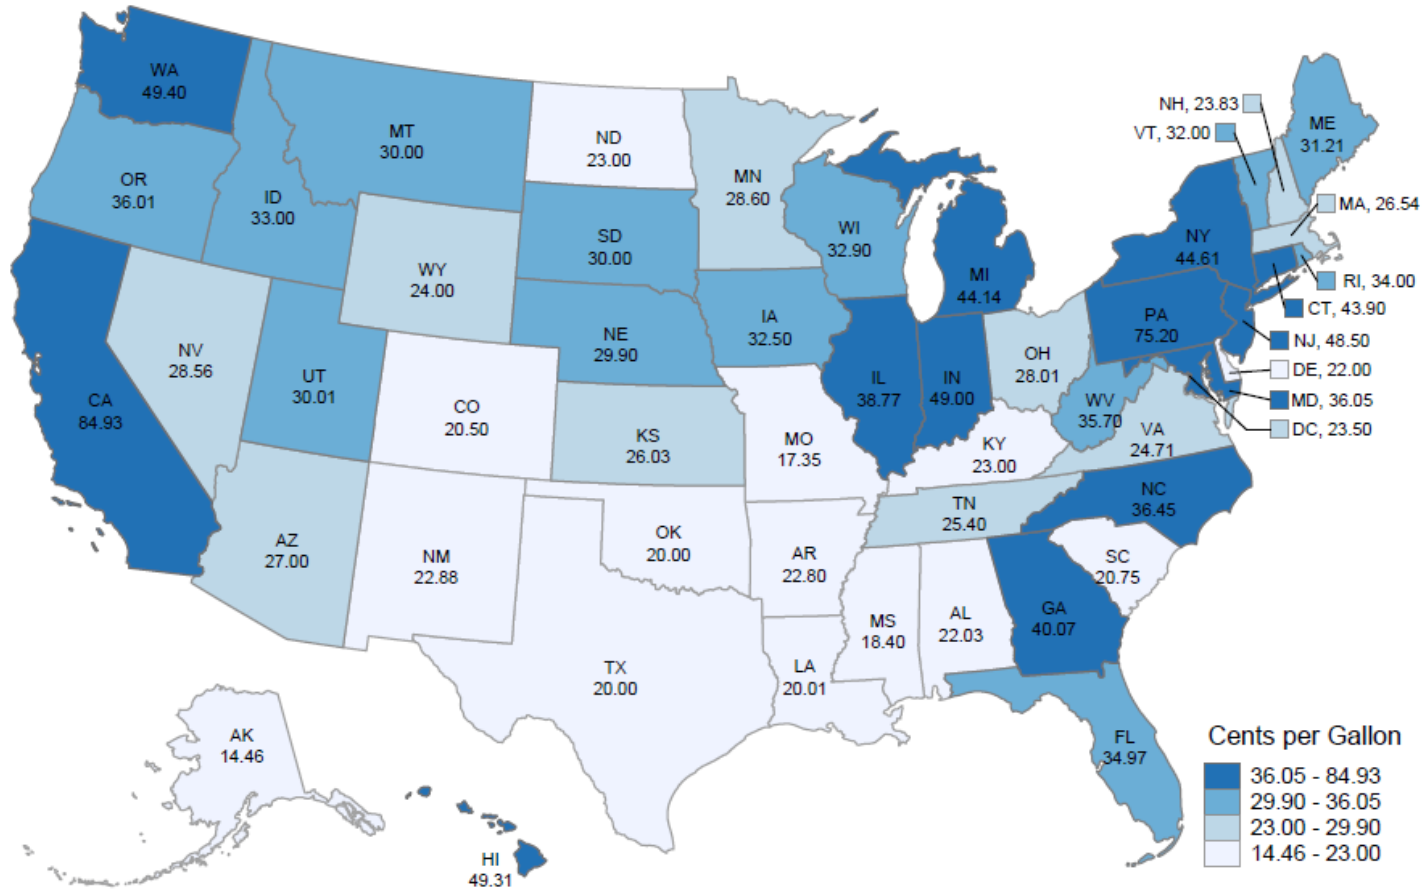 WA
49.40
MT
30.00
ND
23.00
NH, 23.83
VT, 32.00
ME
31.21
OR
36.01
ID
33.00
MN
28.60
MA, 26.54
SD
30.00
WI
32.90
NY
44.61
WY
24.00
MI
44.14
RI, 34.00
CT, 43.90
NE
29.90
IA
32.50
PA
75.20
NJ, 48.50
NV
28.56
UT
30.01
OH
28.01
DE, 22.00
CA
84.93
CO
20.50
IL
38.77
IN
49.00
WV
35.70
MD, 36.05
KS
26.03
MO
17.35
KY
23.00
VA
24.71
DC, 23.50
AZ
27.00
NM
22.88
OK
20.00
AR
22.80
TN
25.40
NC
36.45
SC
20.75
MS
18.40
AL
22.03
GA
40.07
TX
20.00
LA
20.01
AK
14.46
FL
34.97
HI
49.31
Cents per Gallon
36.05 - 84.93
29.90 - 36.05
23.00 - 29.90
14.46 - 23.00